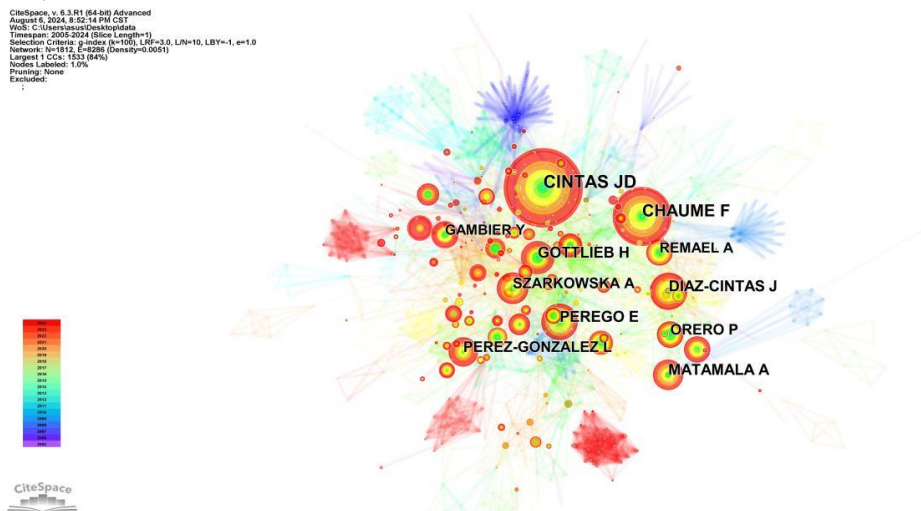 CiteSpace, v. 6.3.R1 (64-bit) Advanced
August 6, 2024, 8:52:14 PM CST
WoS: C:\Users\asus\Desktop\data
Timespan: 2005-2024 (Slice Length=1)
Selection Criteria: g-index (k=100), LRF=3.0, L/N=10, LBY=-1, e=1.0
Network: N=1812, E=8286 (Density=0.0051)
Largest 1 CCs: 1533 (84%)
Nodes Labeled: 1.0%
Pruning: None
Excluded:
;
CINTAS JD
CHAUME F
GAMBIER Y
GOTTLIEB H
REMAEL A
SZARKOWSKA A
DIAZ-CINTAS J
PEREGO E
ORERO P
PEREZ-GONZALEZ L
MATAMALA A
CiteSpace